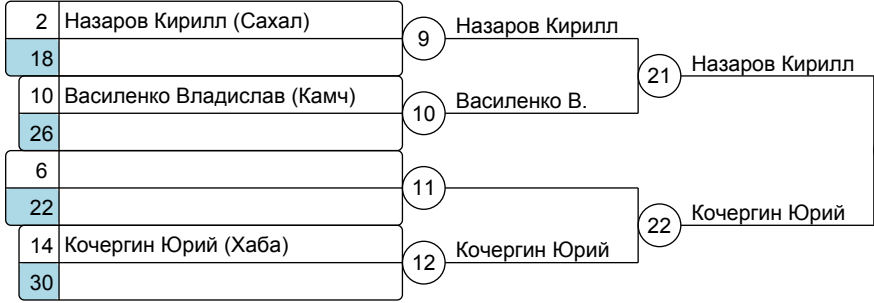 2 Назаров Кирилл (Сахал)
9 Назаров Кирилл
18
21 Назаров Кирилл
10 Василенко Владислав (Камч)
10 Василенко В.
26
6
11
22
22 Кочергин Юрий
14 Кочергин Юрий (Хаба)
12 Кочергин Юрий
30